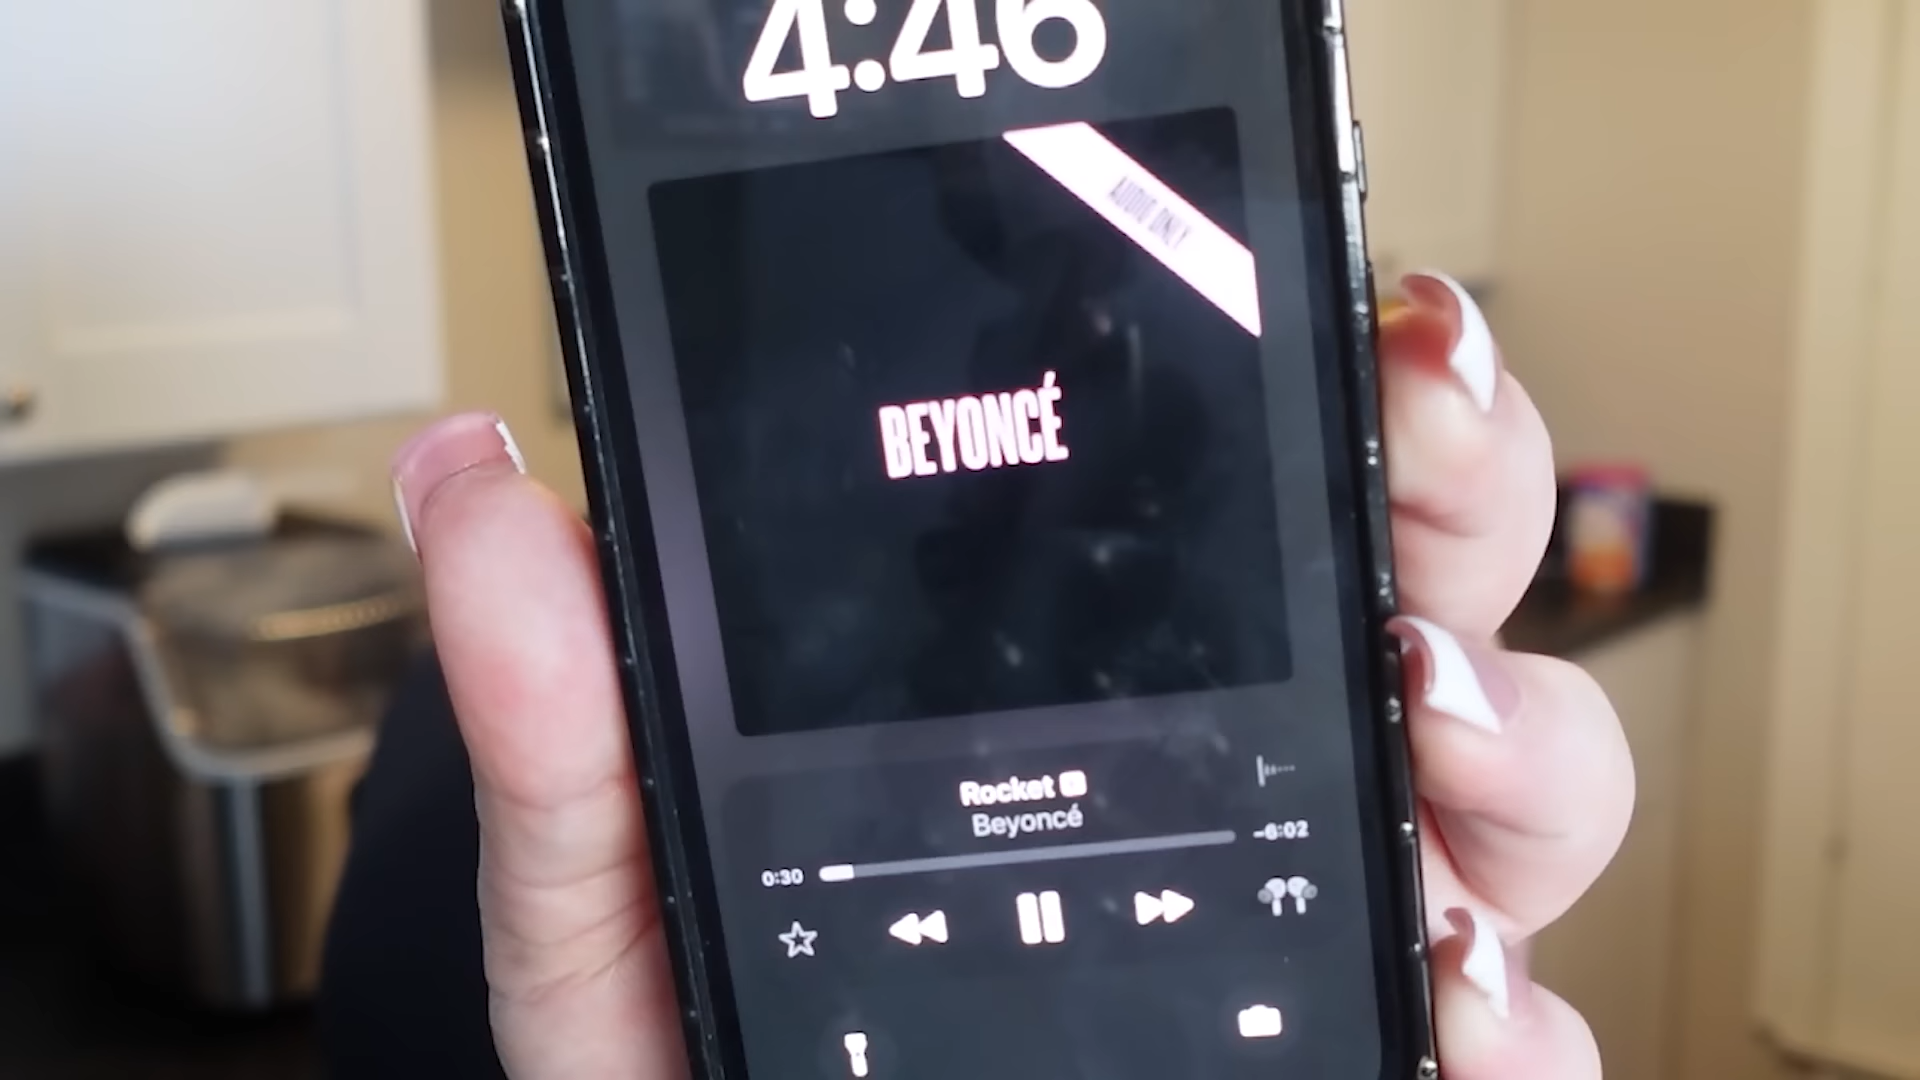 4:46
AUDIO ONLY
BEYONCÉ
Rocket E
Beyoncé
0:30
-6:02